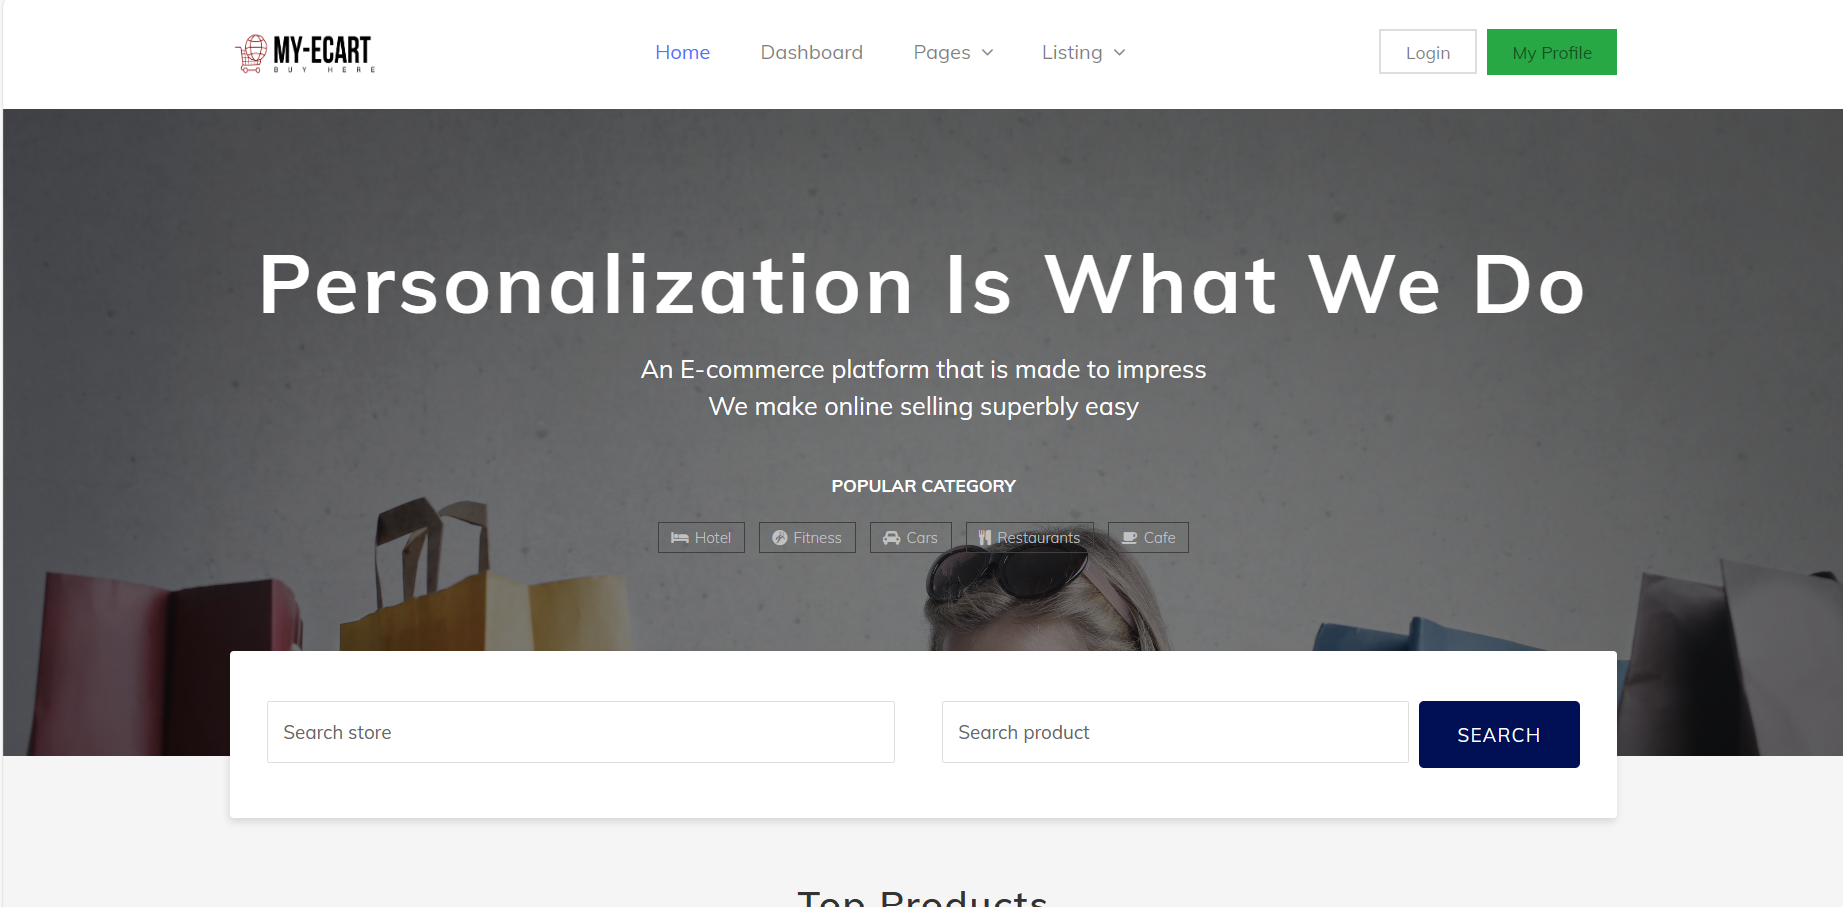 MY-ECART
BUY HERE
Home Dashboard Pages Listing
Login My Profile
Personalization Is What We Do
An E-commerce platform that is made to impress
We make online selling superbly easy
POPULAR CATEGORY
Hotel Fitness Cars Restaurants Cafe
Search store Search product SEARCH
Top Products